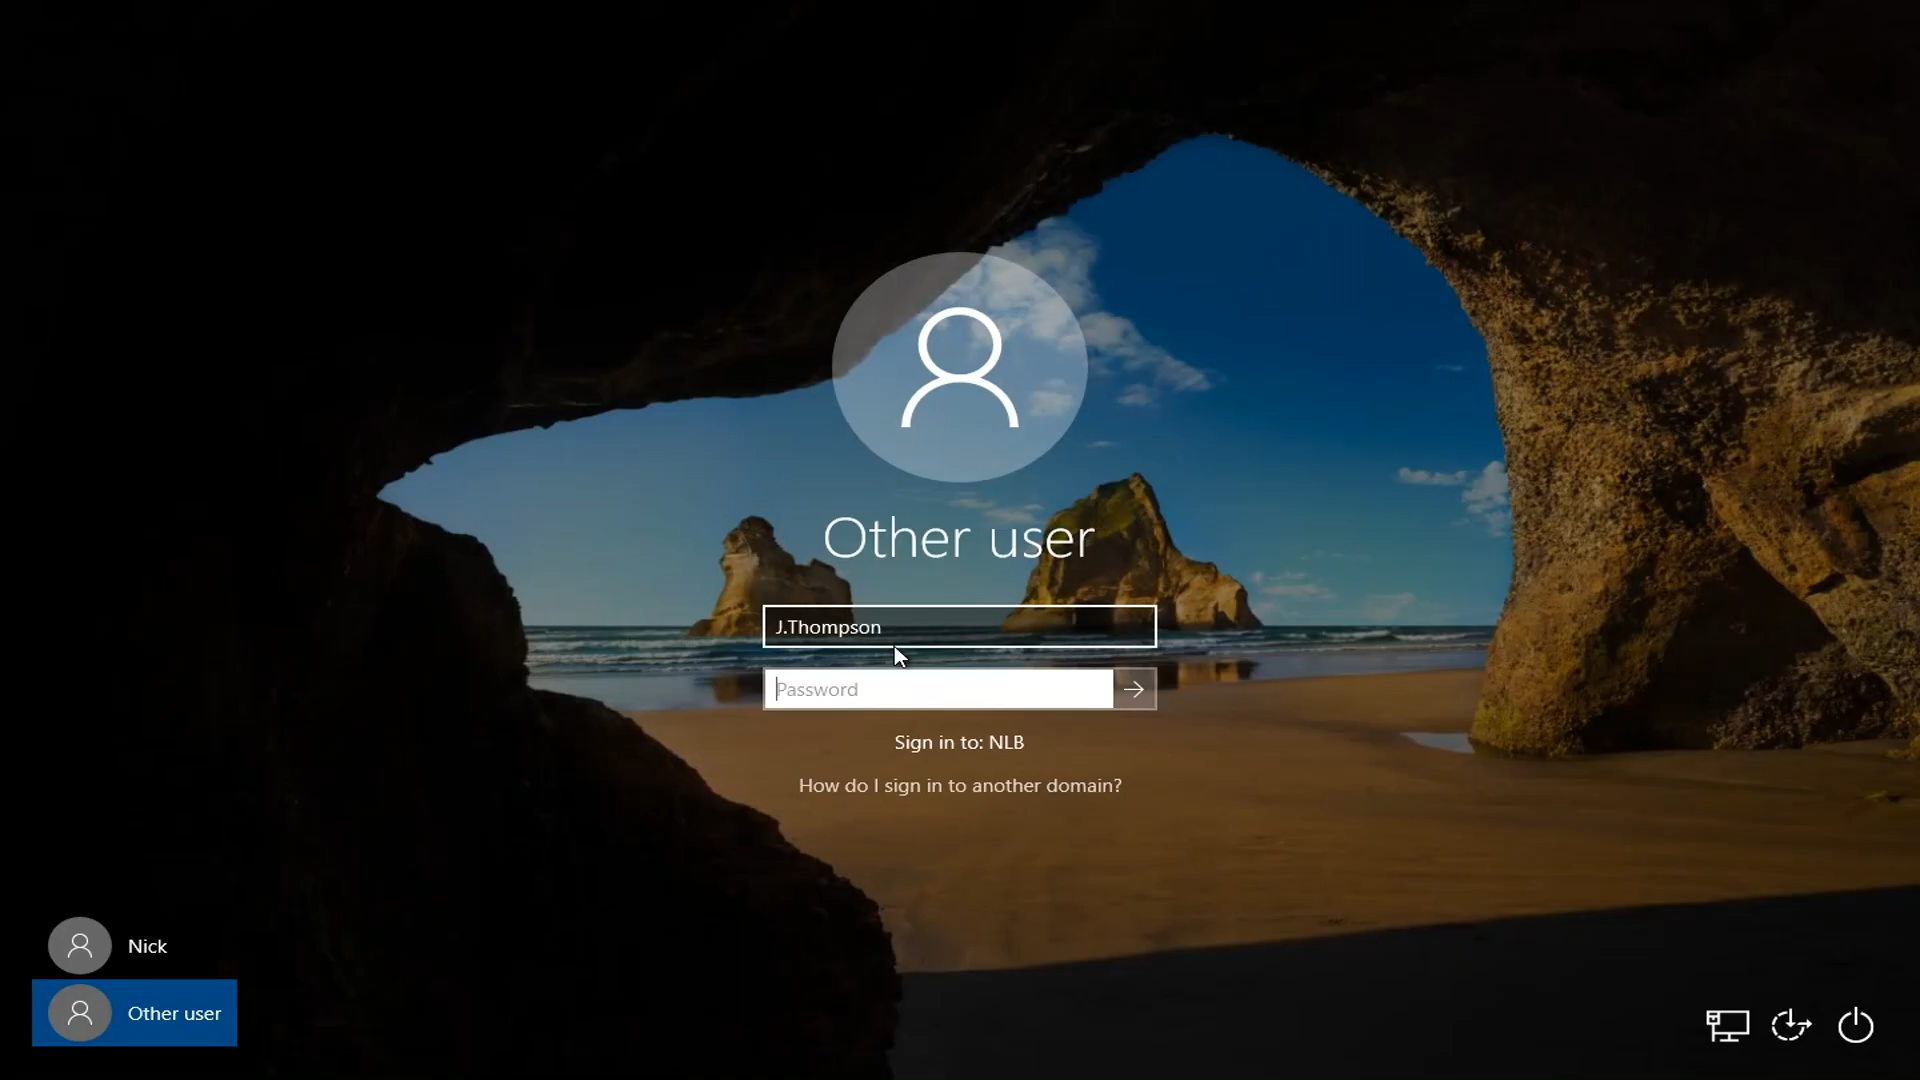 Other user
J.Thompson
Password
Sign in to: NLB
How do I sign in to another domain?
Nick
Other user